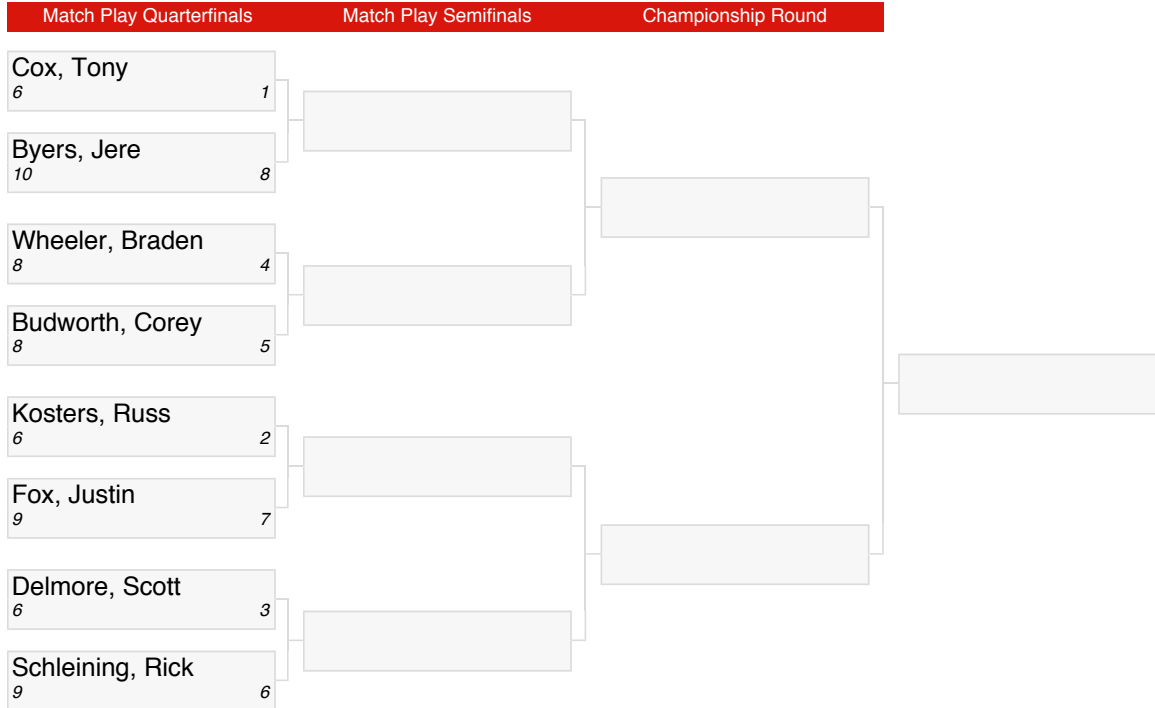 Match Play Quarterfinals Match Play Semifinals Championship Round
Cox, Tony
6 1
Byers, Jere
10 8
Wheeler, Braden
8 4
Budworth, Corey
8 5
Kosters, Russ
6 2
Fox, Justin
9 7
Delmore, Scott
6 3
Schleining, Rick
9 6